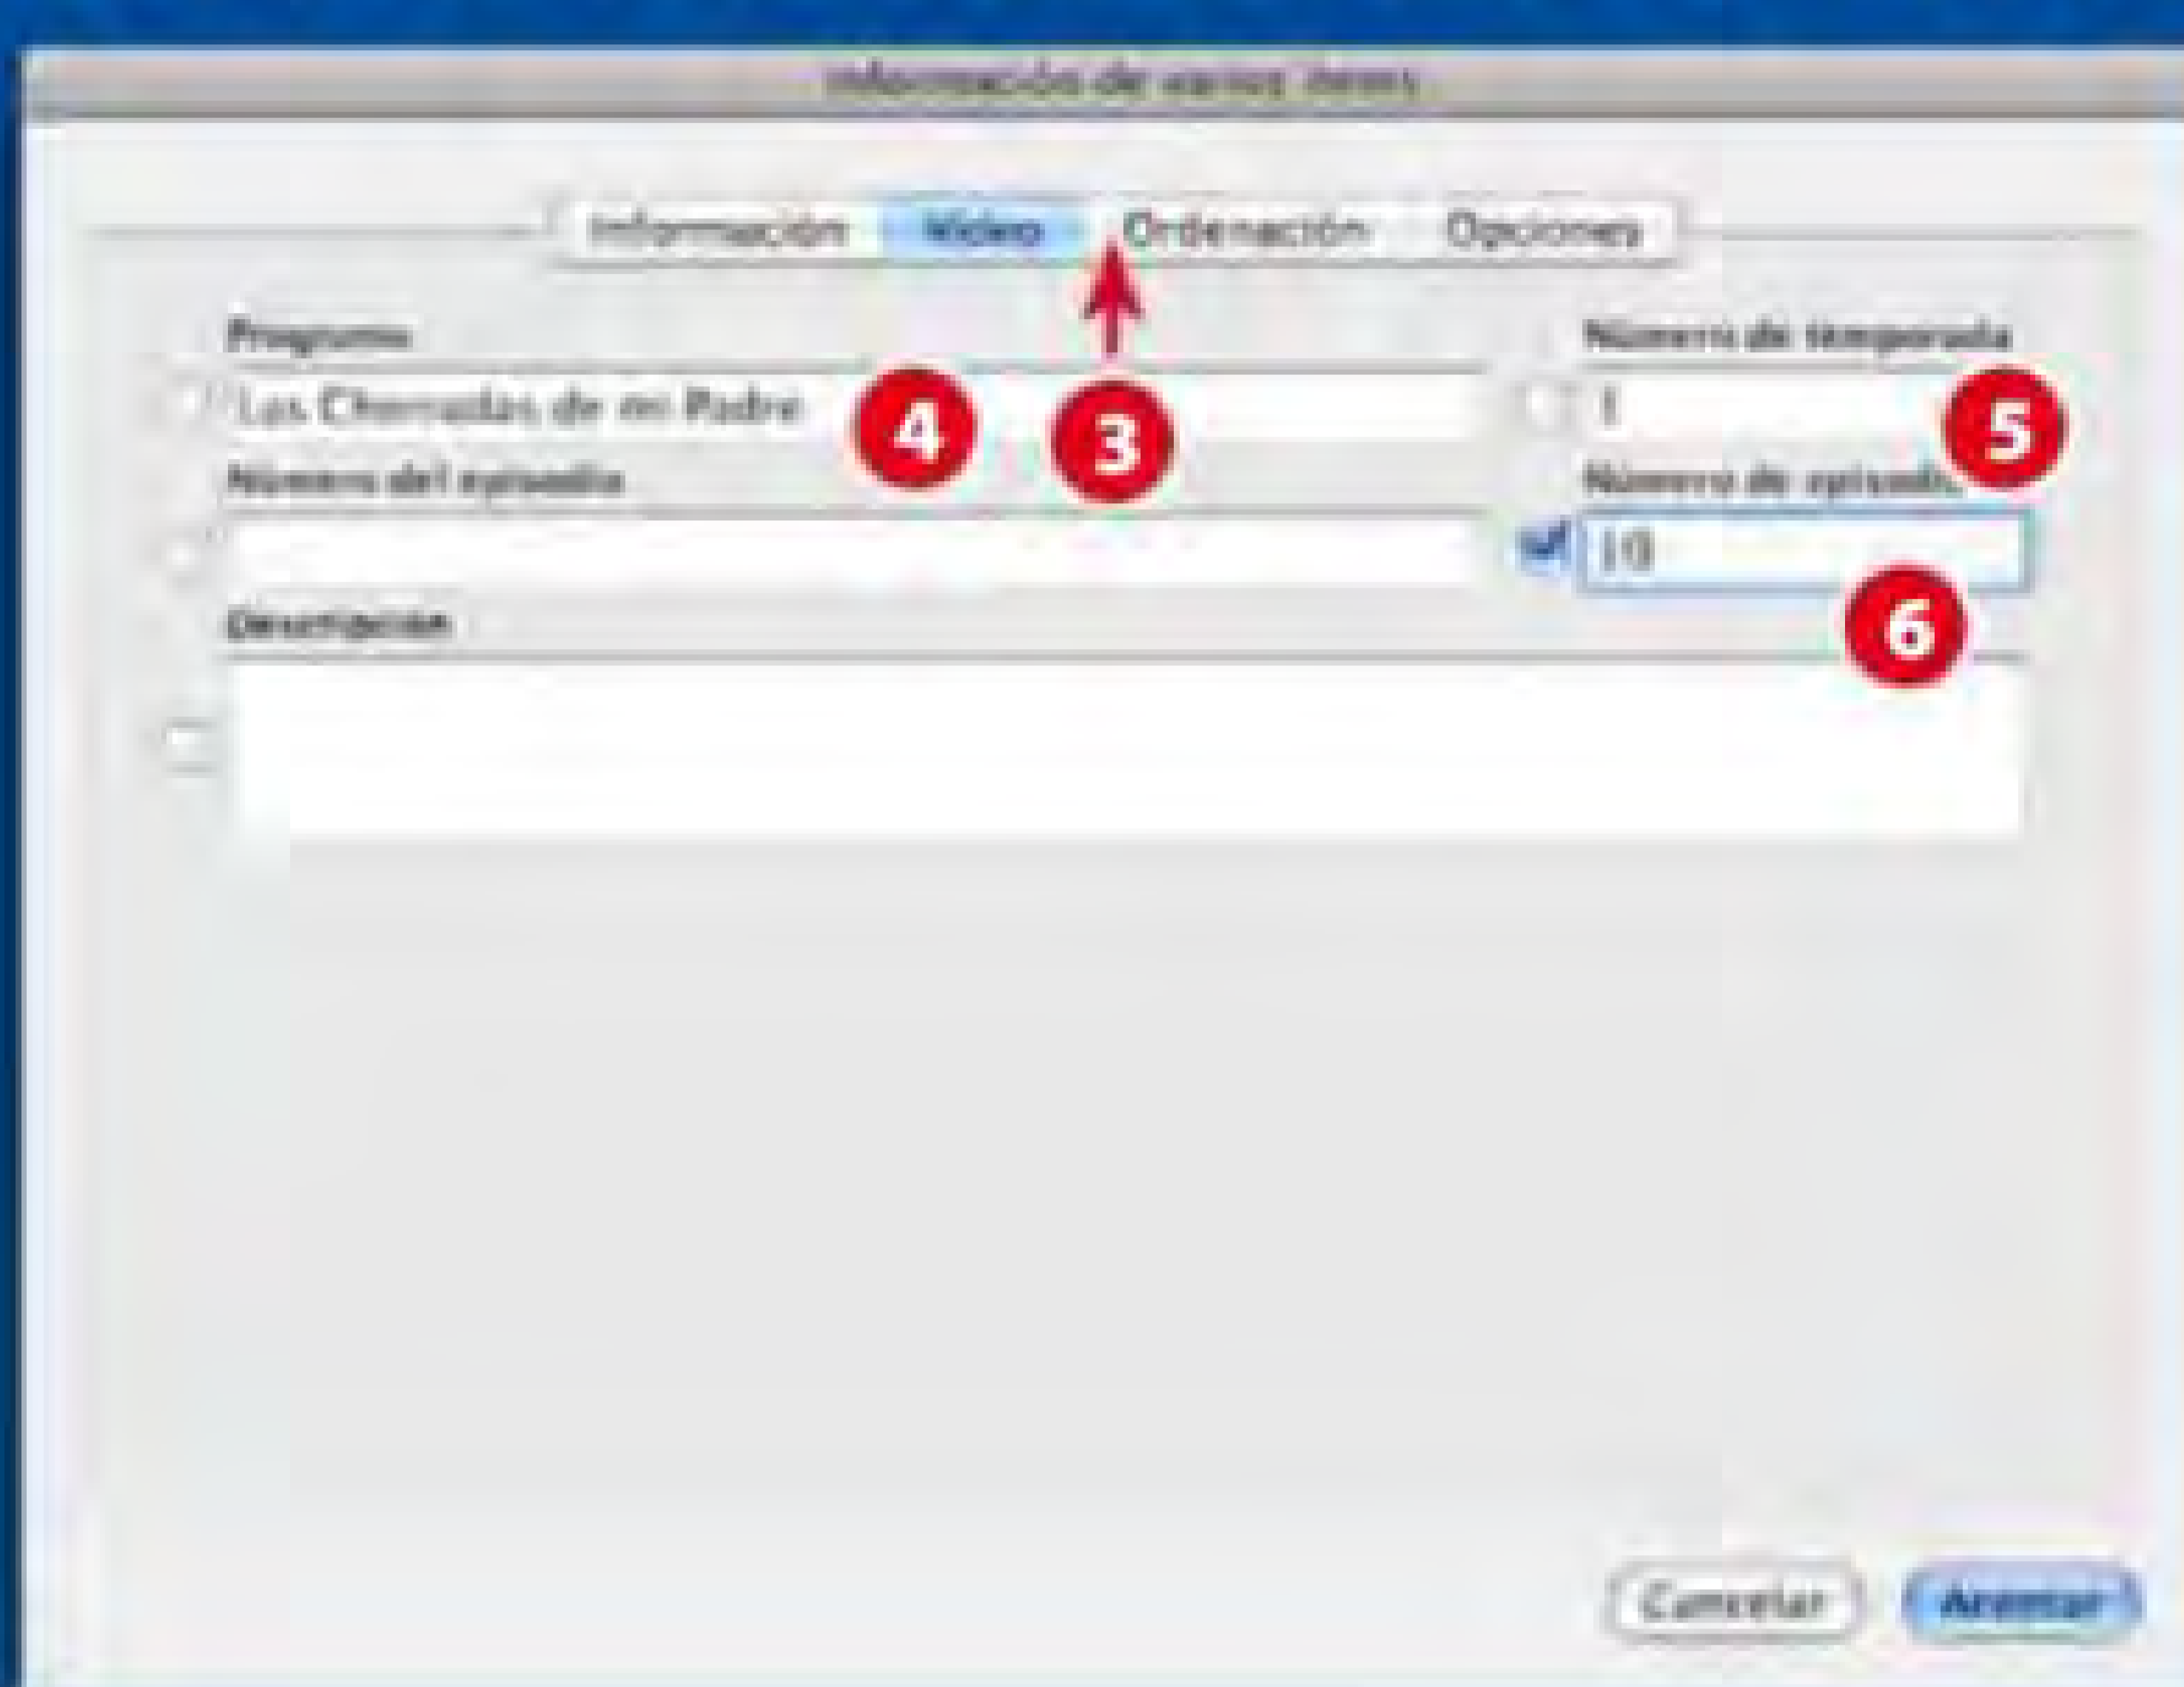 Información de varios ítems
Información Vídeo Ordenación Opciones
Programa Número de temporada
Las Chorradas de mi Padre 4 3 1 5
Número del episodio Número de episodio
10
6
Descripción
Cancelar Aceptar